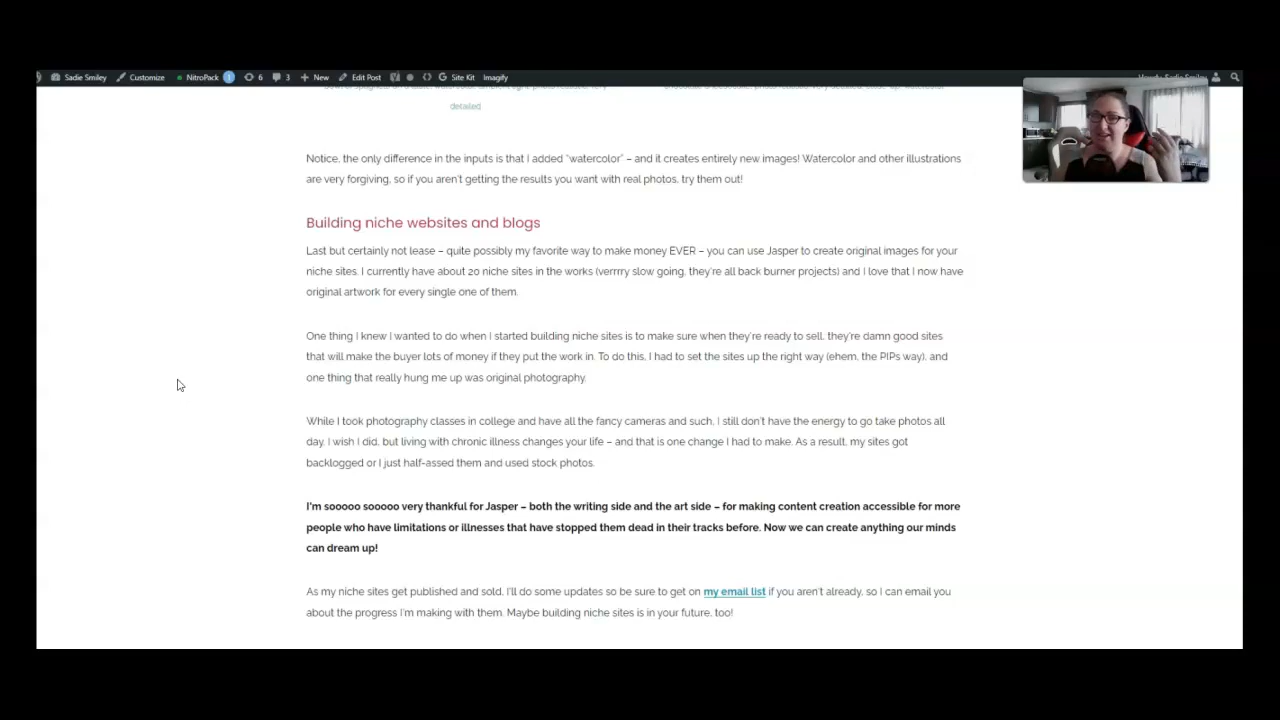 Sadie Smiley Customize NitroPack 1 6 3 New Edit Post Site Kit Imagify
detailed
Notice, the only difference in the inputs is that I added "watercolor" – and it creates entirely new images! Watercolor and other illustrations
are very forgiving, so if you aren't getting the results you want with real photos, try them out!
Building niche websites and blogs
Last but certainly not lease – quite possibly my favorite way to make money EVER – you can use Jasper to create original images for your
niche sites. I currently have about 20 niche sites in the works (verrrry slow going, they're all back burner projects) and I love that I now have
original artwork for every single one of them.
One thing I knew I wanted to do when I started building niche sites is to make sure when they're ready to sell, they're damn good sites
that will make the buyer lots of money if they put the work in. To do this, I had to set the sites up the right way (ehem, the PIPs way), and
one thing that really hung me up was original photography.
While I took photography classes in college and have all the fancy cameras and such, I still don't have the energy to go take photos all
day. I wish I did, but living with chronic illness changes your life – and that is one change I had to make. As a result, my sites got
backlogged or I just half-assed them and used stock photos.
I'm sooooo sooooo very thankful for Jasper – both the writing side and the art side – for making content creation accessible for more
people who have limitations or illnesses that have stopped them dead in their tracks before. Now we can create anything our minds
can dream up!
As my niche sites get published and sold, I'll do some updates so be sure to get on my email list if you aren't already, so I can email you
about the progress I'm making with them. Maybe building niche sites is in your future, too!